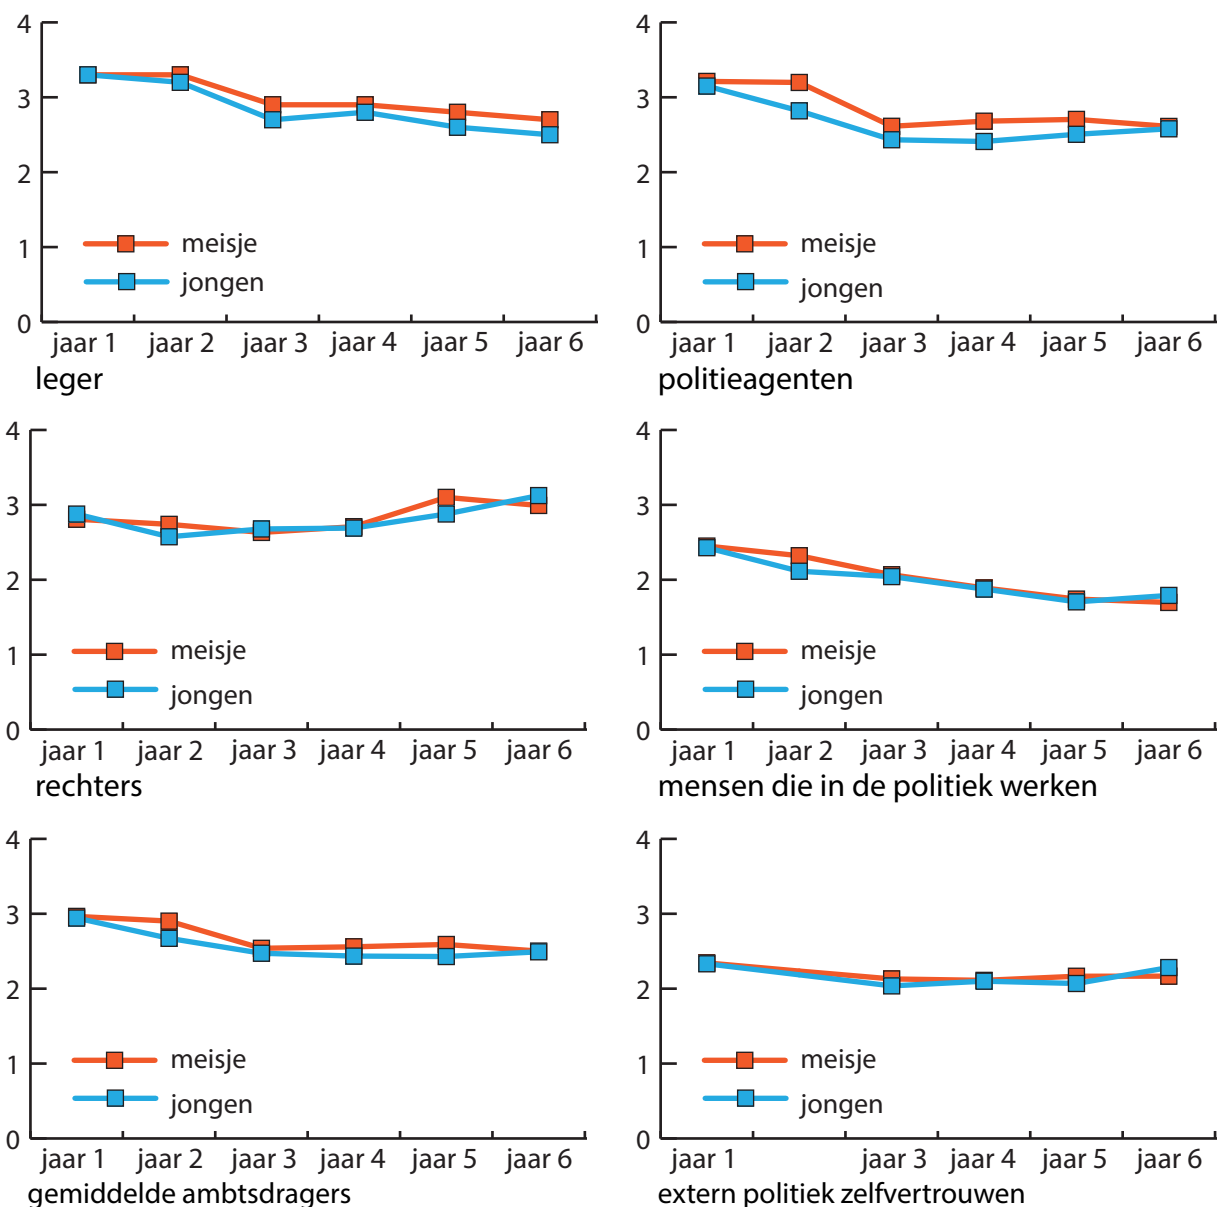 4
3
2
1
0
meisje
jongen
jaar 1 jaar 2 jaar 3 jaar 4 jaar 5 jaar 6
leger
4
3
2
1
0
meisje
jongen
jaar 1 jaar 2 jaar 3 jaar 4 jaar 5 jaar 6
politieagenten
4
3
2
1
0
meisje
jongen
jaar 1 jaar 2 jaar 3 jaar 4 jaar 5 jaar 6
rechters
4
3
2
1
0
meisje
jongen
jaar 1 jaar 2 jaar 3 jaar 4 jaar 5 jaar 6
mensen die in de politiek werken
4
3
2
1
0
meisje
jongen
jaar 1 jaar 2 jaar 3 jaar 4 jaar 5 jaar 6
gemiddelde ambtsdragers
4
3
2
1
0
meisje
jongen
jaar 1 jaar 3 jaar 4 jaar 5 jaar 6
extern politiek zelfvertrouwen